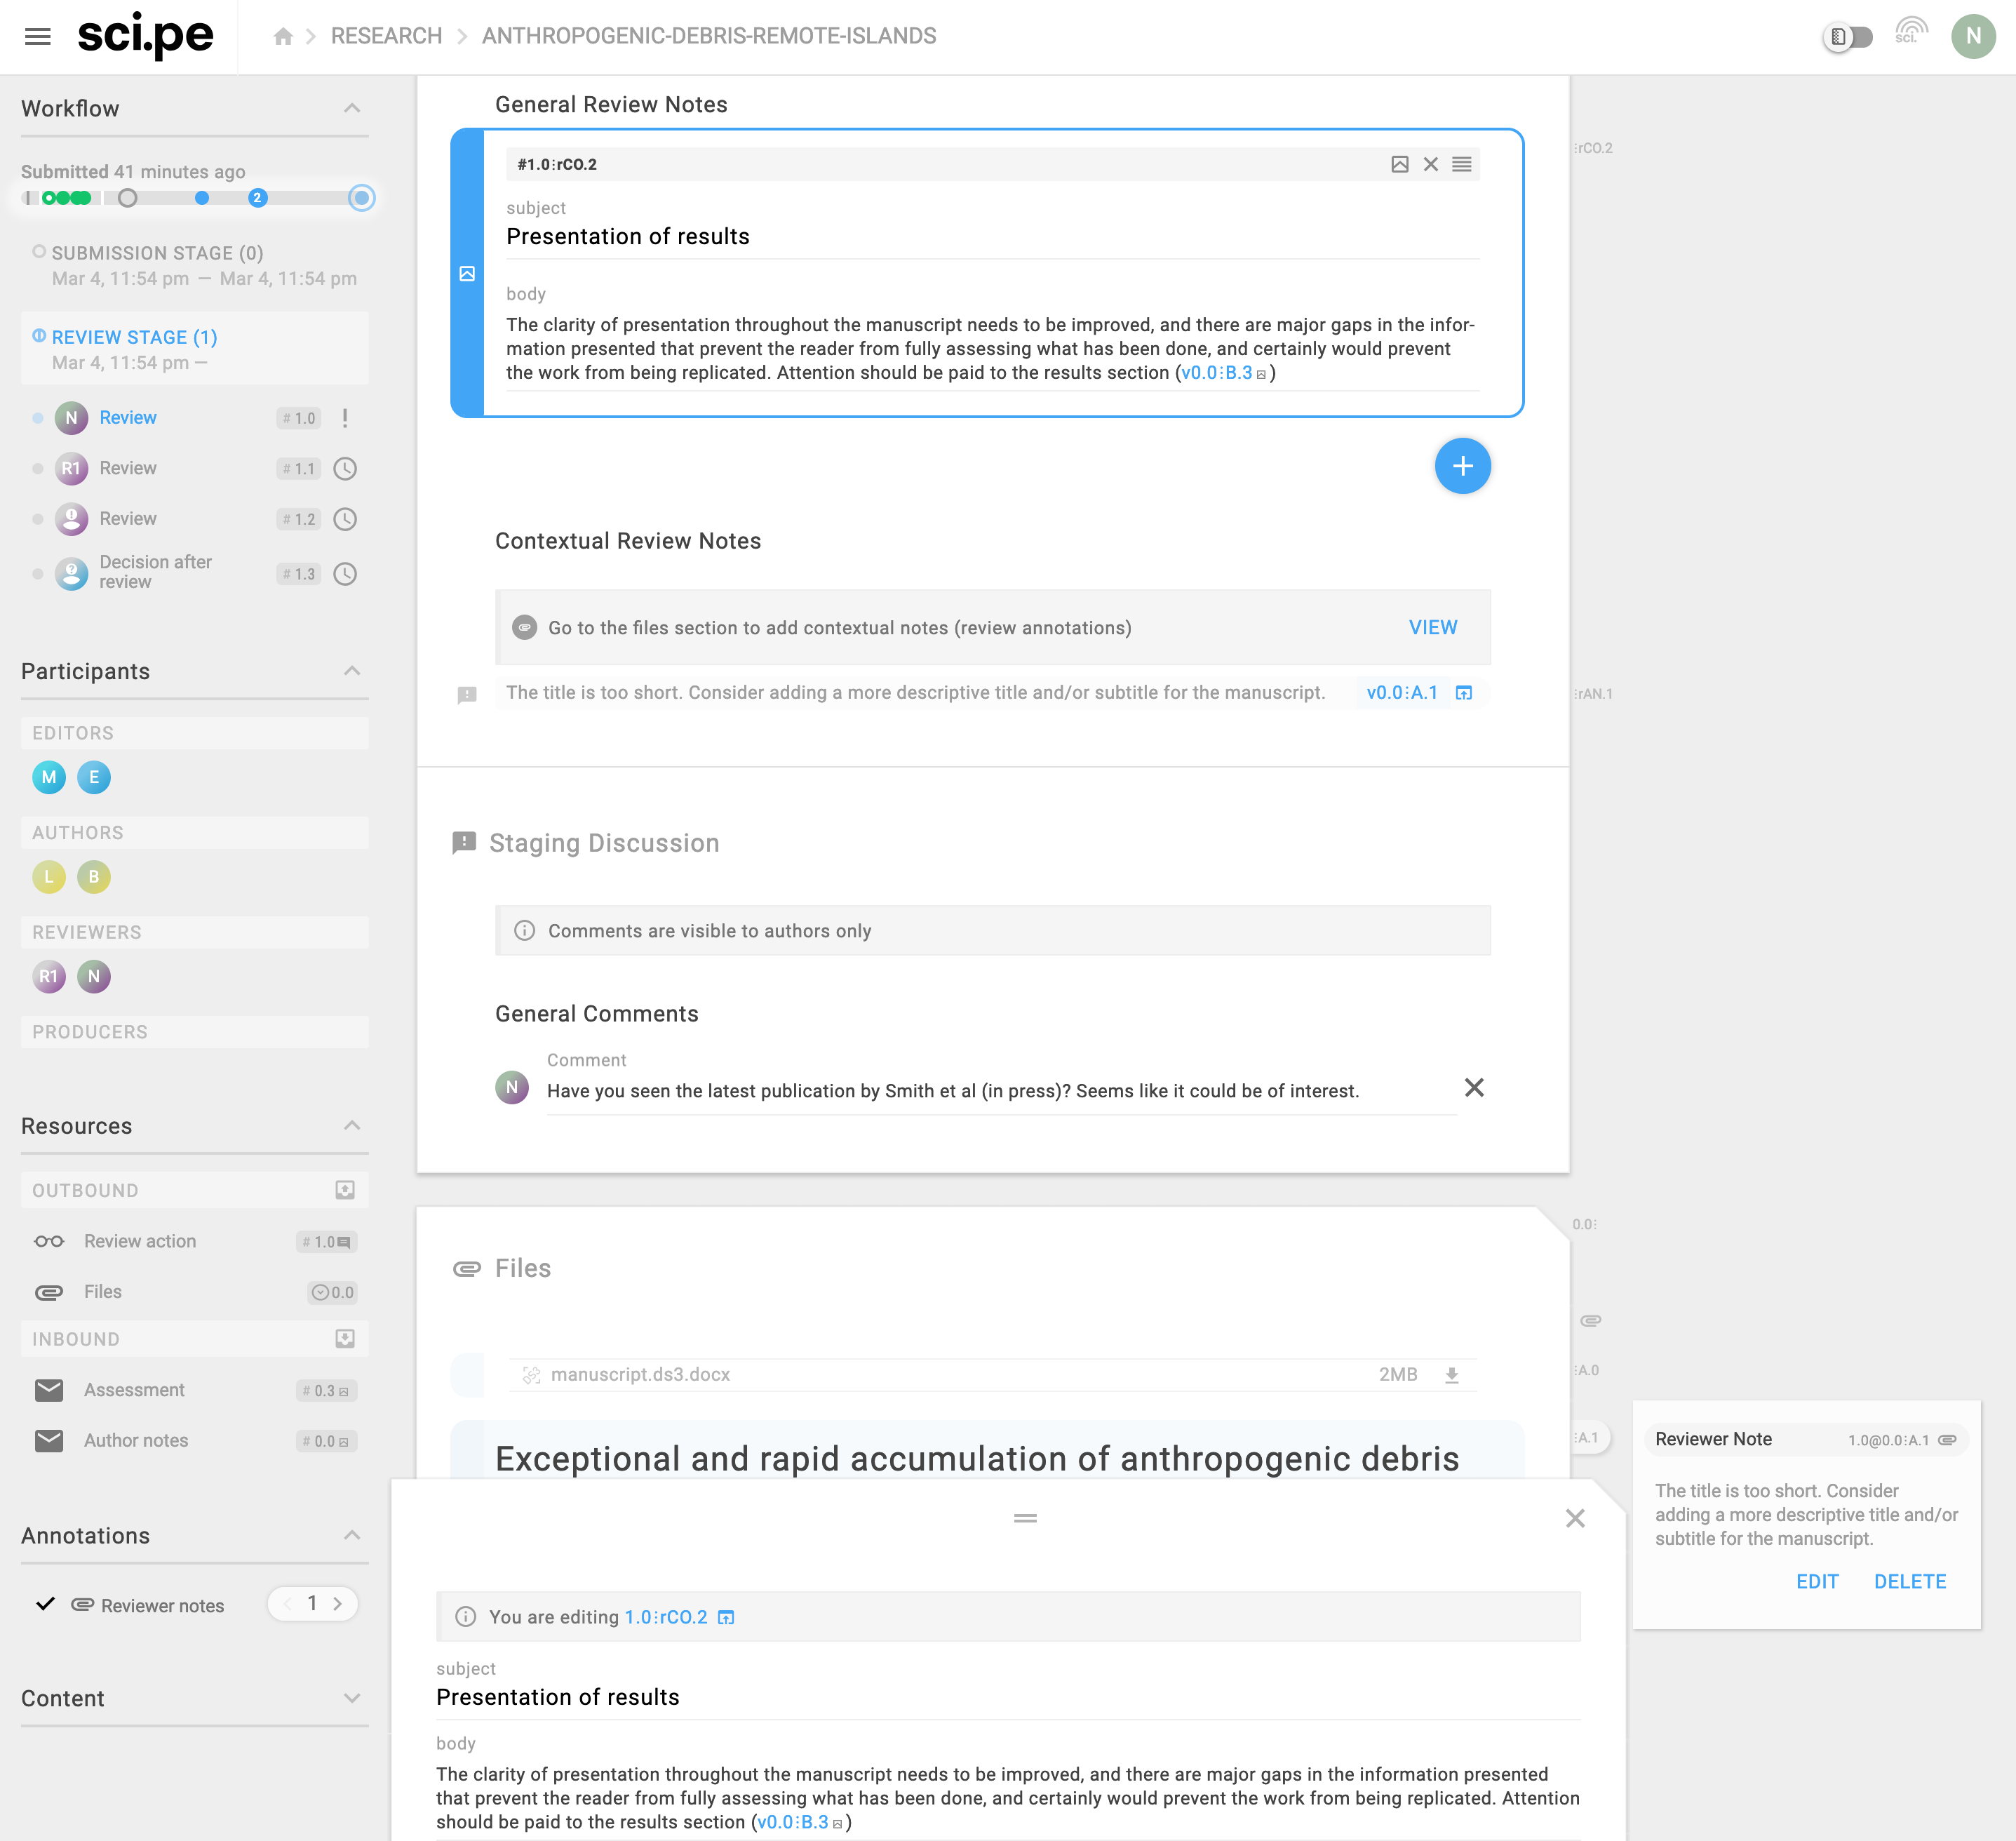 sci.pe
RESEARCH
ANTHROPOGENIC-DEBRIS-REMOTE-ISLANDS
sci.
N
Workflow
Submitted 41 minutes ago
2
SUBMISSION STAGE (0)
Mar 4, 11:54 pm — Mar 4, 11:54 pm
REVIEW STAGE (1)
Mar 4, 11:54 pm —
N Review # 1.0 !
R1 Review # 1.1
Review # 1.2
Decision after
review
# 1.3
Participants
EDITORS
M E
AUTHORS
L B
REVIEWERS
R1 N
PRODUCERS
Resources
OUTBOUND
Review action # 1.0
Files 0.0
INBOUND
Assessment # 0.3
Author notes # 0.0
Annotations
Reviewer notes 1
Content
General Review Notes
#1.0⫶rCO.2
⫶rCO.2
subject
Presentation of results
body
The clarity of presentation throughout the manuscript needs to be improved, and there are major gaps in the infor-
mation presented that prevent the reader from fully assessing what has been done, and certainly would prevent
the work from being replicated. Attention should be paid to the results section (v0.0⫶B.3)
+
Contextual Review Notes
Go to the files section to add contextual notes (review annotations) VIEW
The title is too short. Consider adding a more descriptive title and/or subtitle for the manuscript. v0.0⫶A.1
⫶rAN.1
Staging Discussion
Comments are visible to authors only
General Comments
Comment
N Have you seen the latest publication by Smith et al (in press)? Seems like it could be of interest.
0.0⫶
Files
manuscript.ds3.docx 2MB
⫶A.0
Exceptional and rapid accumulation of anthropogenic debris
⫶A.1
Reviewer Note 1.0@0.0⫶A.1
The title is too short. Consider
adding a more descriptive title and/or
subtitle for the manuscript.
EDIT DELETE
You are editing 1.0⫶rCO.2
subject
Presentation of results
body
The clarity of presentation throughout the manuscript needs to be improved, and there are major gaps in the information presented
that prevent the reader from fully assessing what has been done, and certainly would prevent the work from being replicated. Attention
should be paid to the results section (v0.0⫶B.3)